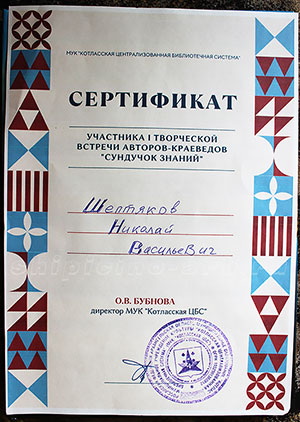 МУК "КОТЛАССКАЯ ЦЕНТРАЛИЗОВАННАЯ БИБЛИОТЕЧНАЯ СИСТЕМА"
СЕРТИФИКАТ
УЧАСТНИКА I ТВОРЧЕСКОЙ
ВСТРЕЧИ АВТОРОВ-КРАЕВЕДОВ
"СУНДУЧОК ЗНАНИЙ"
Шептяков
Николай
Васильевич
О.В. БУБНОВА
директор МУК "Котласская ЦБС"